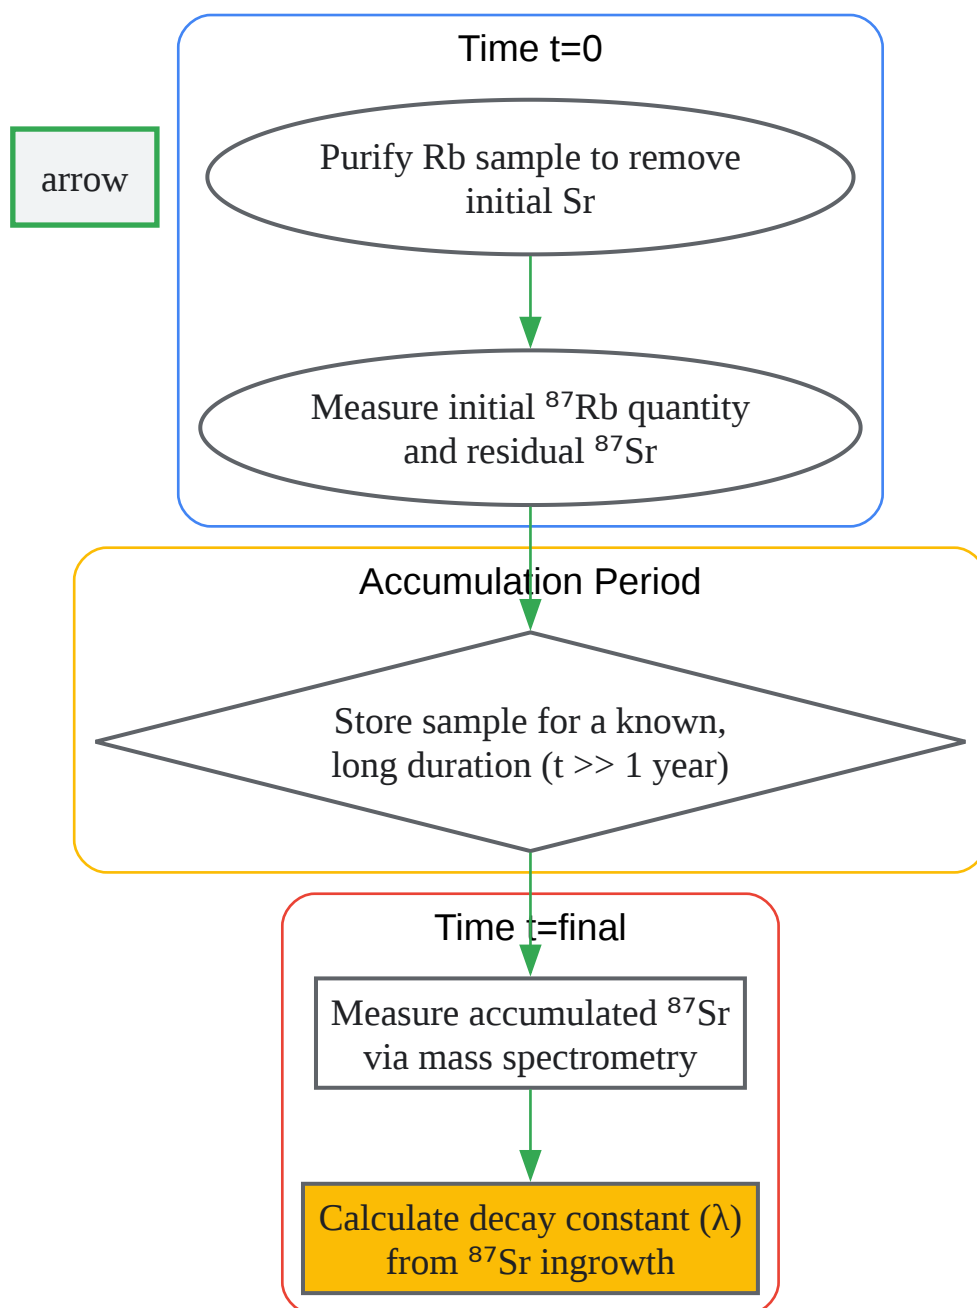 Time t=0
arrow
Purify Rb sample to remove
initial Sr
Measure initial ⁸⁷Rb quantity
and residual ⁸⁷Sr
Accumulation Period
Store sample for a known,
long duration (t >> 1 year)
Time t=final
Measure accumulated ⁸⁷Sr
via mass spectrometry
Calculate decay constant (λ)
from ⁸⁷Sr ingrowth